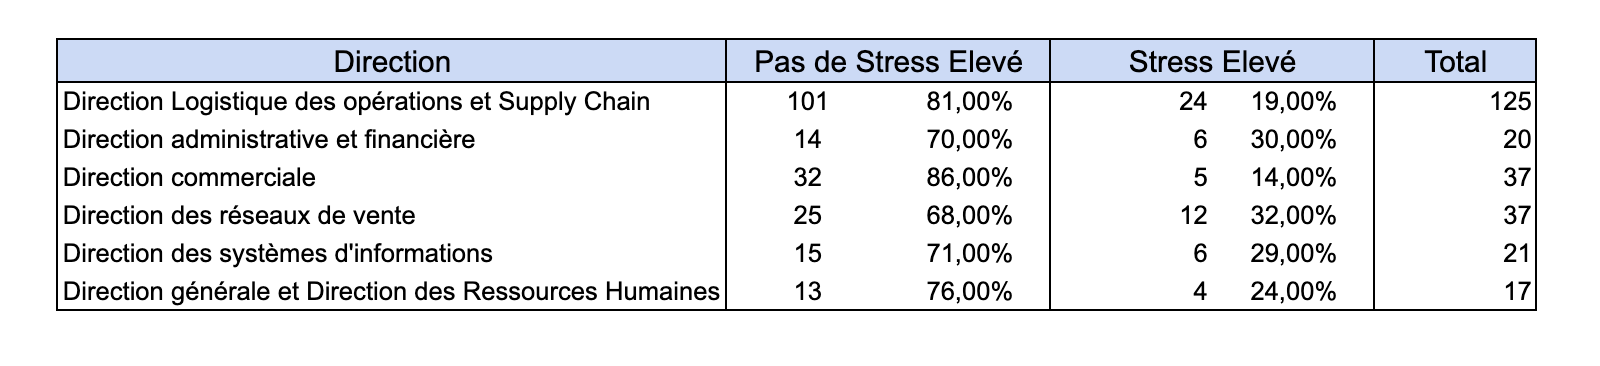 Direction Pas de Stress Elevé Stress Elevé Total
Direction Logistique des opérations et Supply Chain 101 81,00% 24 19,00% 125
Direction administrative et financière 14 70,00% 6 30,00% 20
Direction commerciale 32 86,00% 5 14,00% 37
Direction des réseaux de vente 25 68,00% 12 32,00% 37
Direction des systèmes d'informations 15 71,00% 6 29,00% 21
Direction générale et Direction des Ressources Humaines 13 76,00% 4 24,00% 17